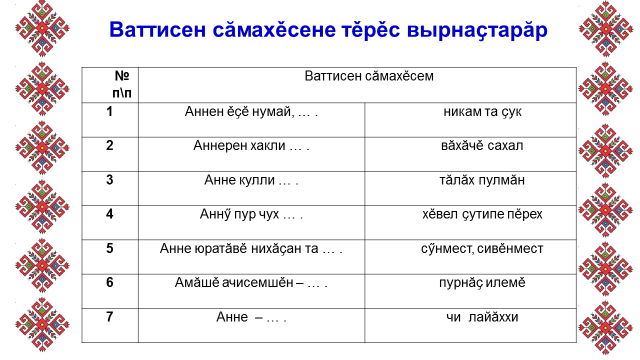 Ваттисен сăмахĕсене тĕрĕс вырнаçтарăр
№ Ваттисен сăмахĕсем
п\п
1 Аннен ĕçĕ нумай, … . никам та çук
2 Аннерен хакли … . вăхăчĕ сахал
3 Анне кулли … . тăлăх пулмăн
4 Аннÿ пур чух … . хĕвел çутипе пĕрех
5 Анне юратăвĕ нихăçан та … . сÿнмест, сивĕнмест
6 Амăшĕ ачисемшĕн – … . пурнăç илемĕ
7 Анне – … . чи лайăххи